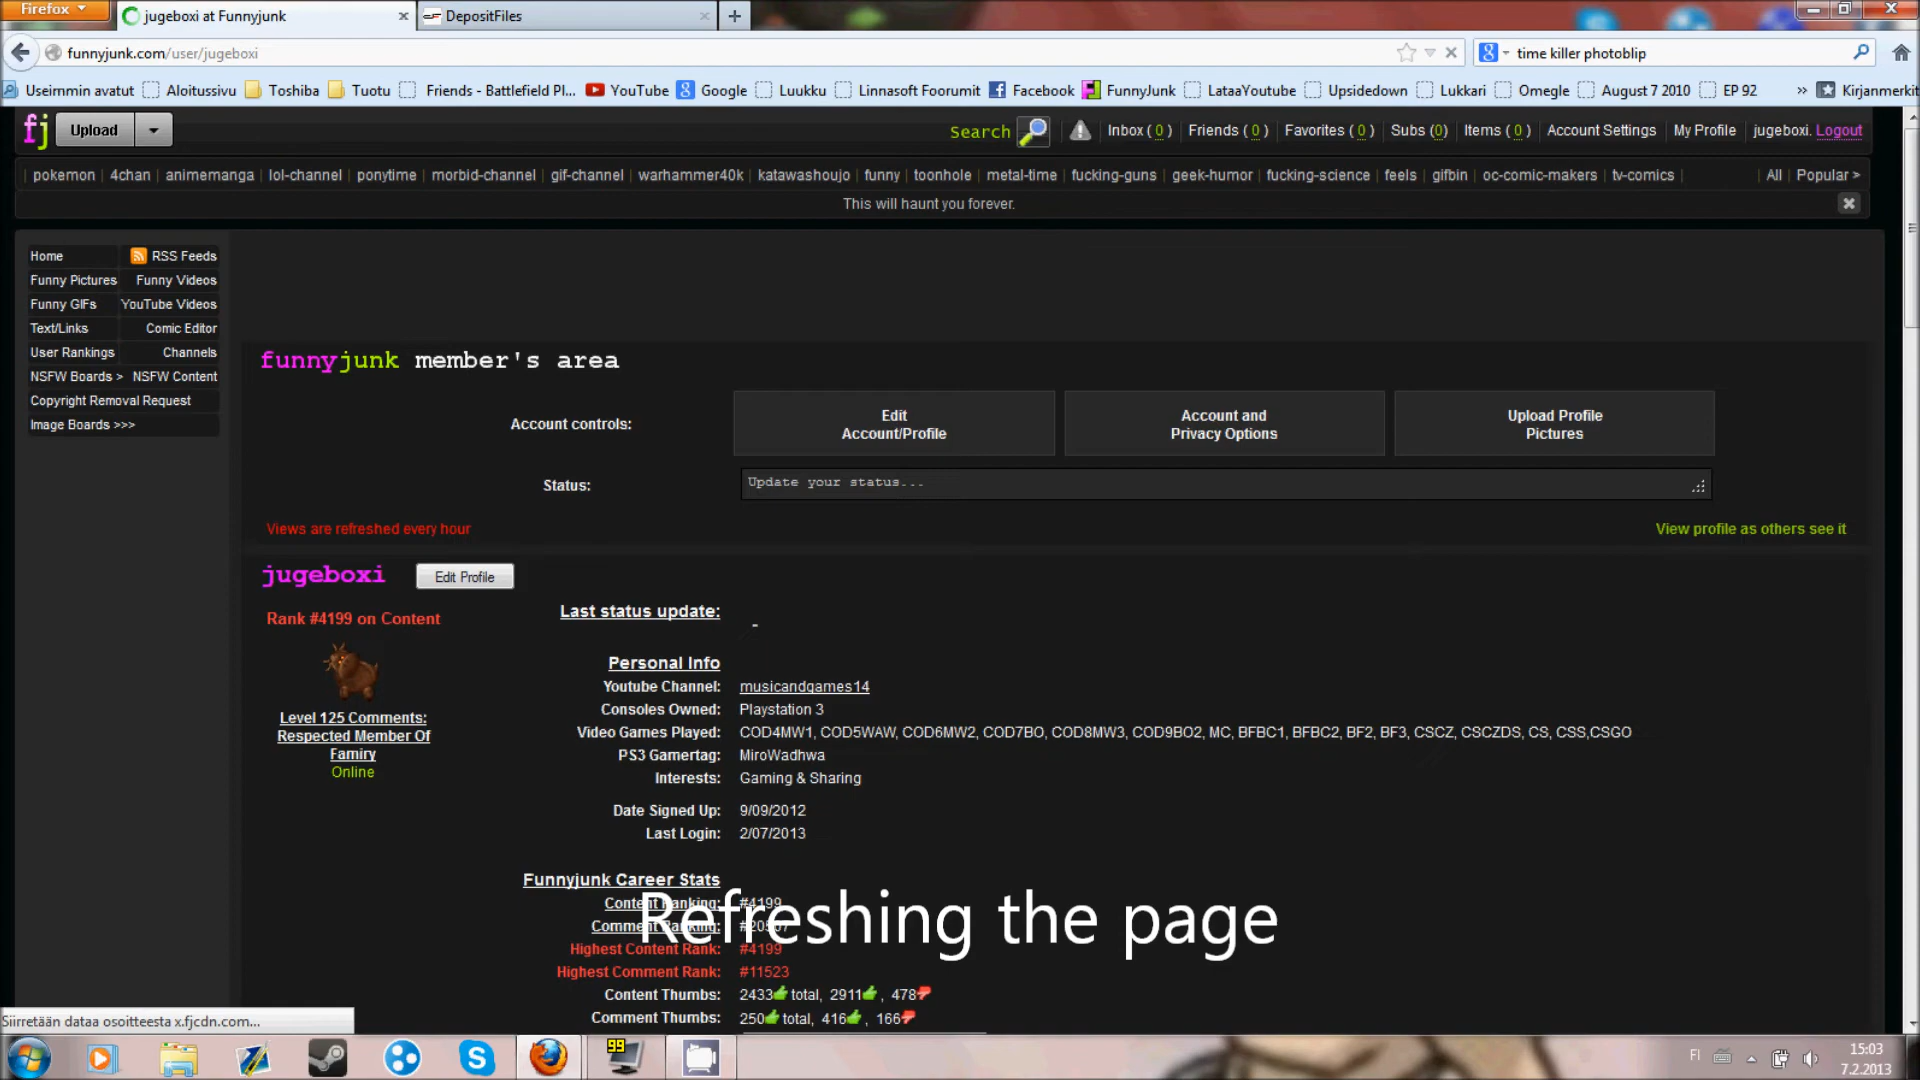 Firefox
jugeboxi at Funnyjunk
DepositFiles
funnyjunk.com/user/jugeboxi
time killer photoblip
Useimmin avatut Aloitussivu Toshiba Tuotu Friends - Battlefield Pl... YouTube Google Luukku Linnasoft Foorumit Facebook FunnyJunk LataaYoutube Upsidedown Lukkari Omegle August 7 2010 EP 92 » Kirjanmerkit
fj Upload Search Inbox ( 0 ) Friends ( 0 ) Favorites ( 0 ) Subs (0) Items ( 0 ) Account Settings My Profile jugeboxi. Logout
| pokemon | 4chan | animemanga | lol-channel | ponytime | morbid-channel | gif-channel | warhammer40k | katawashoujo | funny | toonhole | metal-time | fucking-guns | geek-humor | fucking-science | feels | gifbin | oc-comic-makers | tv-comics | | All | Popular >
This will haunt you forever.
Home RSS Feeds
Funny Pictures Funny Videos
Funny GIFs YouTube Videos
Text/Links Comic Editor
User Rankings Channels
NSFW Boards > NSFW Content
Copyright Removal Request
Image Boards >>>
funnyjunk member's area
Account controls:
Edit
Account/Profile
Account and
Privacy Options
Upload Profile
Pictures
Status:
Update your status...
Views are refreshed every hour
View profile as others see it
jugeboxi Edit Profile
Rank #4199 on Content
Level 125 Comments:
Respected Member Of
Famiry
Online
Last status update:
-
Personal Info
Youtube Channel: musicandgames14
Consoles Owned: Playstation 3
Video Games Played: COD4MW1, COD5WAW, COD6MW2, COD7BO, COD8MW3, COD9BO2, MC, BFBC1, BFBC2, BF2, BF3, CSCZ, CSCZDS, CS, CSS,CSGO
PS3 Gamertag: MiroWadhwa
Interests: Gaming & Sharing
Date Signed Up: 9/09/2012
Last Login: 2/07/2013
Funnyjunk Career Stats
Content Ranking: #4199
Comment Ranking:
Refreshing the page
Highest Content Rank: #4199
Highest Comment Rank: #11523
Content Thumbs: 2433 total, 2911 , 478
Comment Thumbs: 250 total, 416 , 166
Siirretään dataa osoitteesta x.fjcdn.com...
99
FI
15:03
7.2.2013